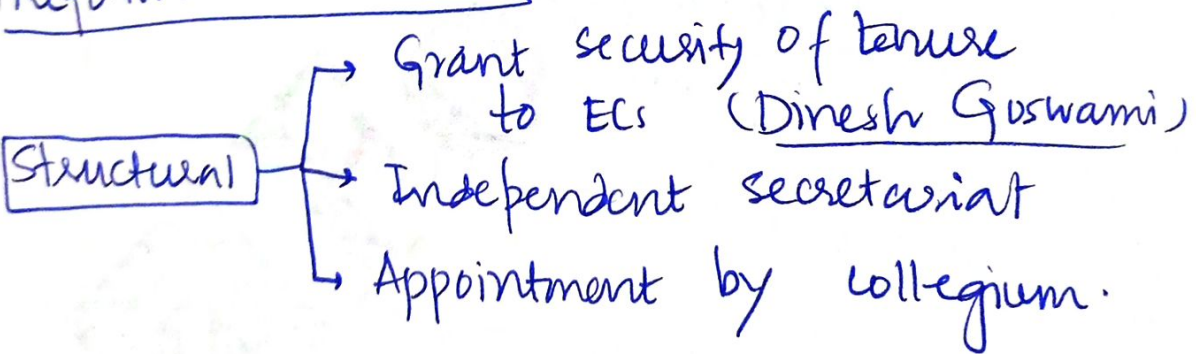 Structural
Grant security of tenure
to ECs (Dinesh Goswami)
Independent secretariat
Appointment by collegium.